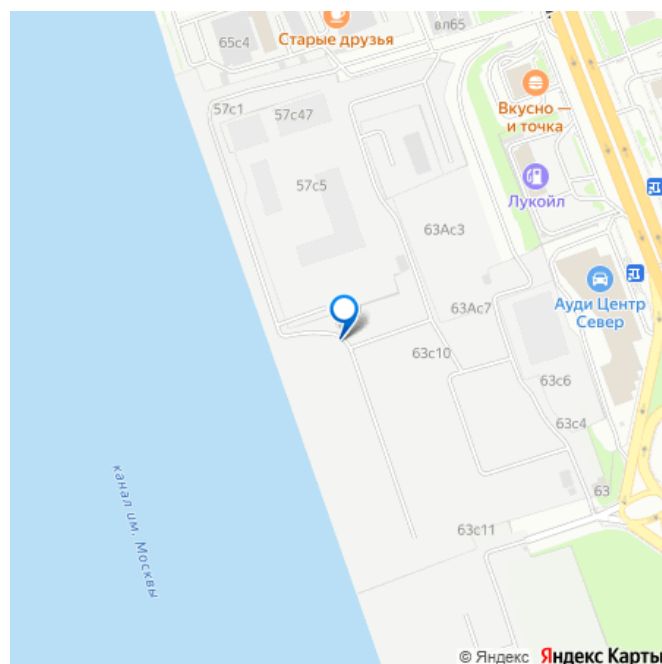 65с4
Старые друзья
вл65
57с1
57с47
Вкусно —
и точка
57с5
Лукойл
63Ас3
Ауди Центр
Север
63Ас7
63с10
63с6
63с4
канал им. Москвы
63
63с11
© Яндекс Яндекс Карты